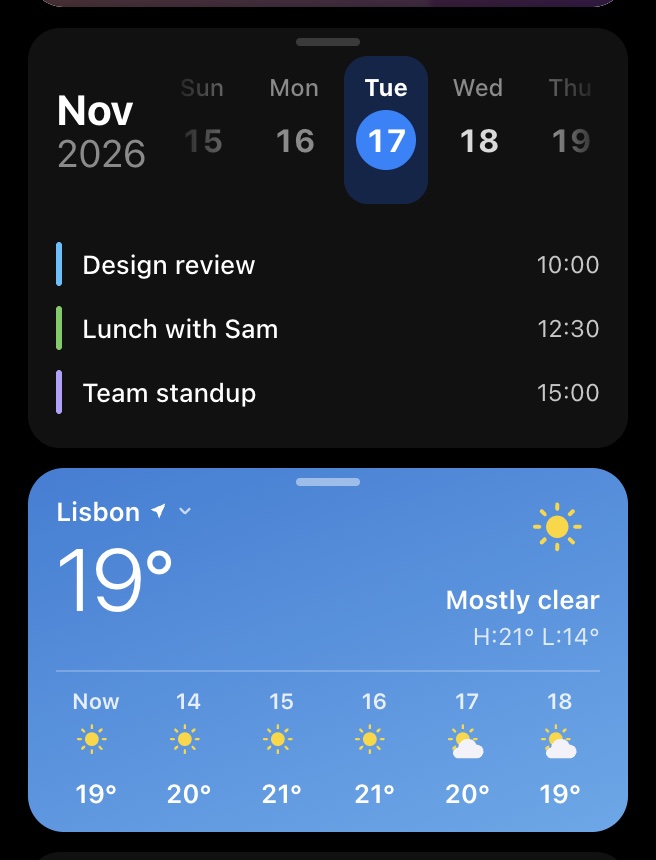 Nov
2026
Sun Mon Tue Wed Thu
15 16 17 18 19
Design review 10:00
Lunch with Sam 12:30
Team standup 15:00
Lisbon
19°
Mostly clear
H:21° L:14°
Now 14 15 16 17 18
19° 20° 21° 21° 20° 19°